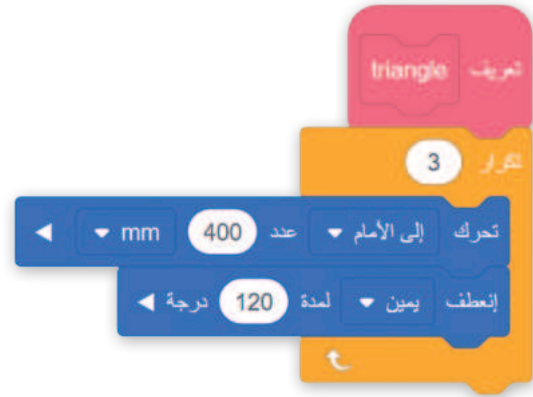 تعريف triangle
تكرار 3
تحرك إلى الأمام عدد 400 mm
إنعطف يمين لمدة 120 درجة